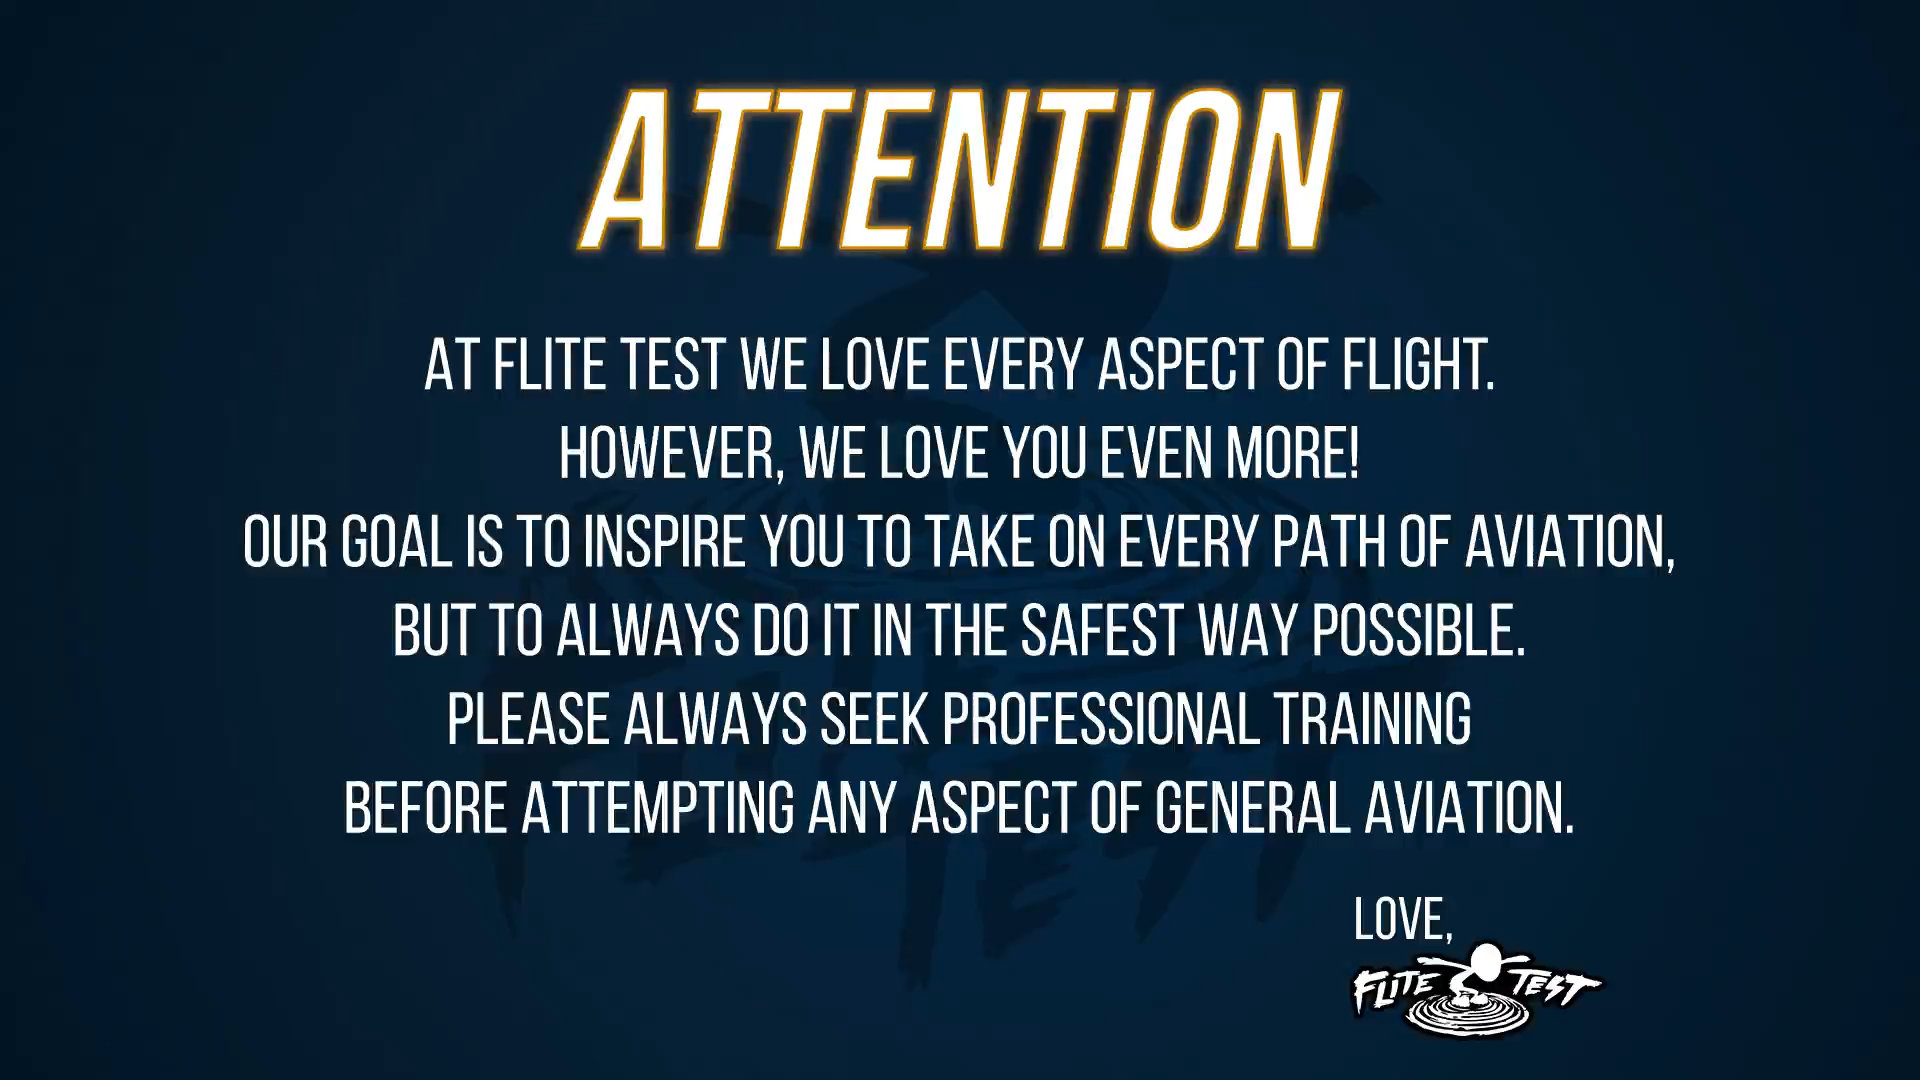 ATTENTION
AT FLITE TEST WE LOVE EVERY ASPECT OF FLIGHT.
HOWEVER, WE LOVE YOU EVEN MORE!
OUR GOAL IS TO INSPIRE YOU TO TAKE ON EVERY PATH OF AVIATION,
BUT TO ALWAYS DO IT IN THE SAFEST WAY POSSIBLE.
PLEASE ALWAYS SEEK PROFESSIONAL TRAINING
BEFORE ATTEMPTING ANY ASPECT OF GENERAL AVIATION.
LOVE,
FLITE TEST
FLITE
TEST